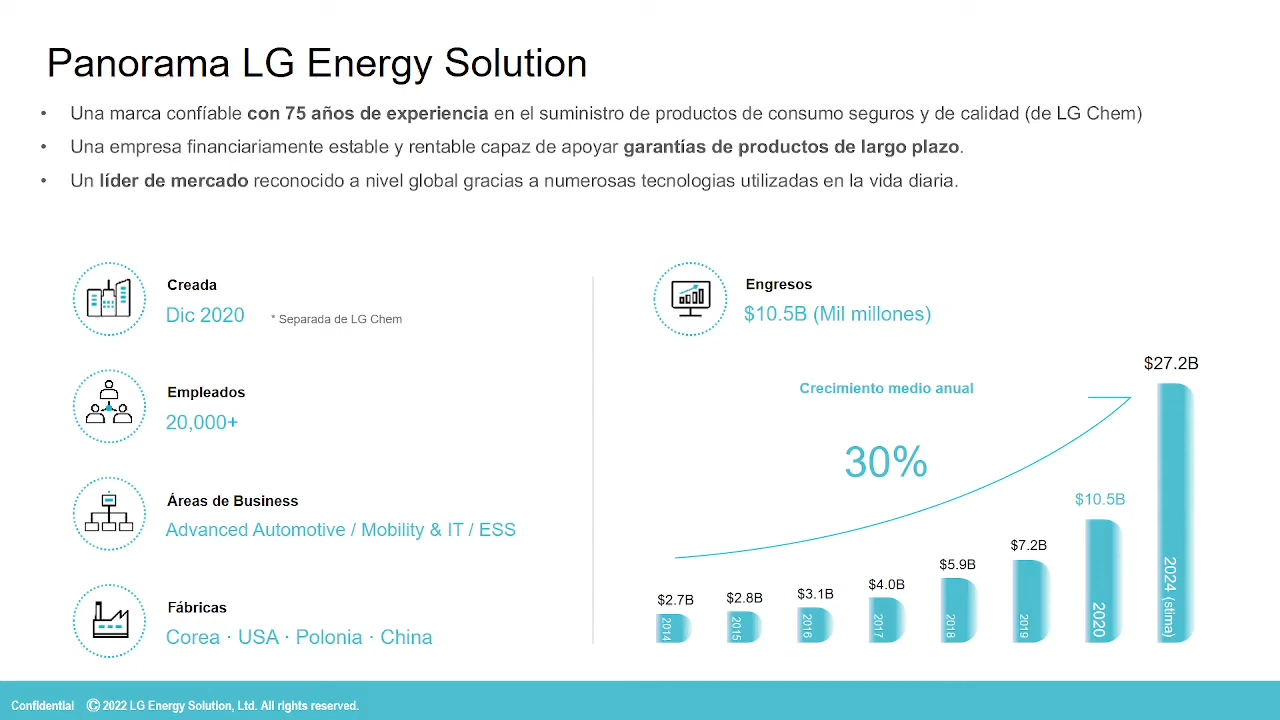 Panorama LG Energy Solution
• Una marca confíable con 75 años de experiencia en el suministro de productos de consumo seguros y de calidad (de LG Chem)
• Una empresa financiariamente estable y rentable capaz de apoyar garantías de productos de largo plazo.
• Un líder de mercado reconocido a nivel global gracias a numerosas tecnologias utilizadas en la vida diaria.
Creada
Dic 2020 * Separada de LG Chem
Empleados
20,000+
Áreas de Business
Advanced Automotive / Mobility & IT / ESS
Fábricas
Corea · USA · Polonia · China
Engresos
$10.5B (Mil millones)
Crecimiento medio anual
30%
$2.7B
$2.8B
$3.1B
$4.0B
$5.9B
$7.2B
$10.5B
$27.2B
2014
2015
2016
2017
2018
2019
2020
2024 (stima)
Confidential © 2022 LG Energy Solution, Ltd. All rights reserved.